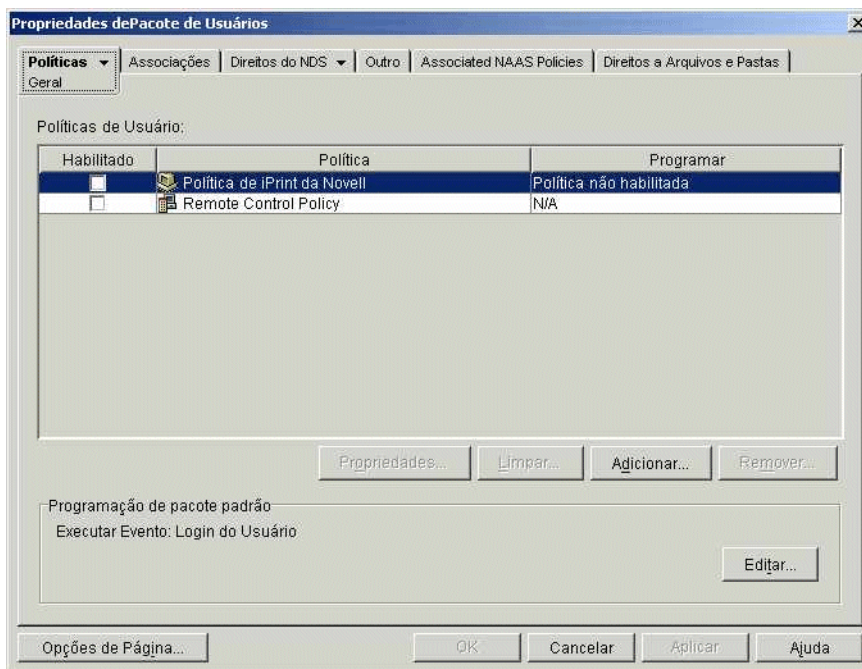 Propriedades dePacote de Usuários
Políticas Associações Direitos do NDS Outro Associated NAAS Policies Direitos a Arquivos e Pastas
Geral
Políticas de Usuário:
Habilitado Política Programar
Política de iPrint da Novell Política não habilitada
Remote Control Policy N/A
Propriedades... Limpar... Adicionar... Remover...
Programação de pacote padrão
Executar Evento: Login do Usuário
Editar...
Opções de Página... OK Cancelar Aplicar Ajuda